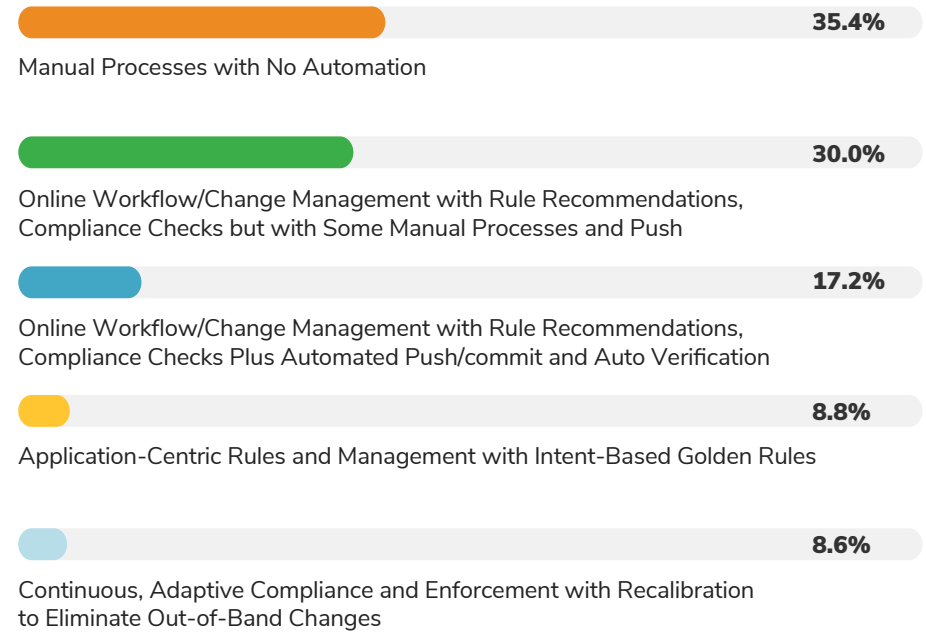 35.4%
Manual Processes with No Automation
30.0%
Online Workflow/Change Management with Rule Recommendations,
Compliance Checks but with Some Manual Processes and Push
17.2%
Online Workflow/Change Management with Rule Recommendations,
Compliance Checks Plus Automated Push/commit and Auto Verification
8.8%
Application-Centric Rules and Management with Intent-Based Golden Rules
8.6%
Continuous, Adaptive Compliance and Enforcement with Recalibration
to Eliminate Out-of-Band Changes